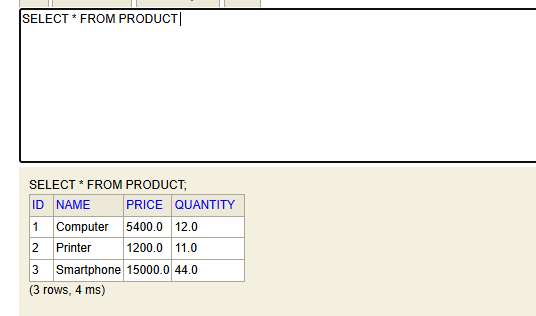 SELECT * FROM PRODUCT
SELECT * FROM PRODUCT;
ID NAME PRICE QUANTITY
1 Computer 5400.0 12.0
2 Printer 1200.0 11.0
3 Smartphone 15000.0 44.0
(3 rows, 4 ms)